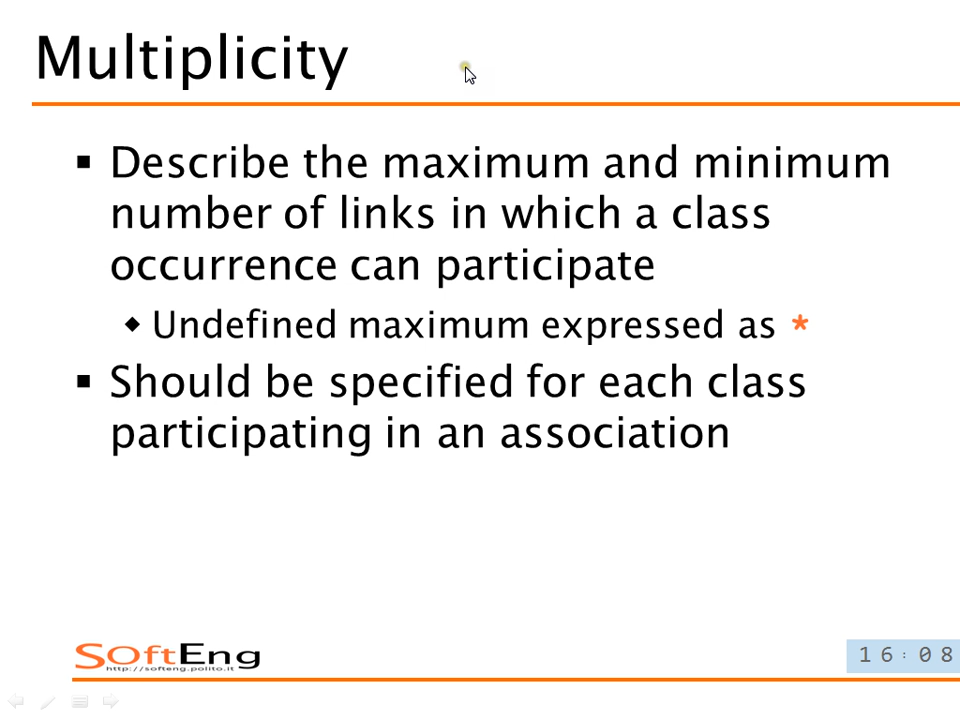 Multiplicity
▪ Describe the maximum and minimum
number of links in which a class
occurrence can participate
◆ Undefined maximum expressed as *
▪ Should be specified for each class
participating in an association
SOftEng
http://softeng.polito.it
16:08